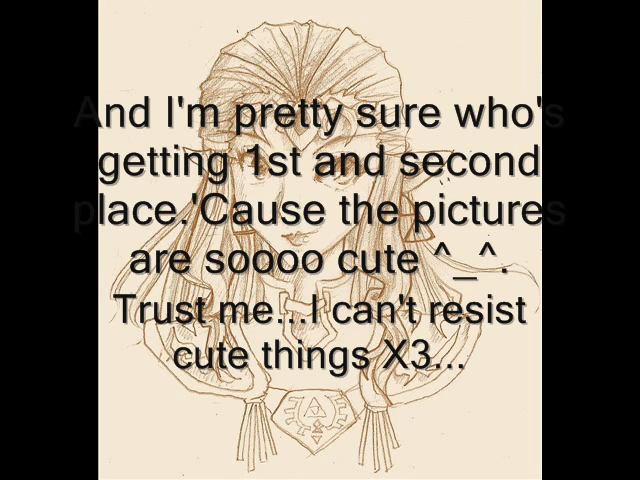 And I'm pretty sure who's
getting 1st and second
place.'Cause the pictures
are soooo cute ^_^.
Trust me...I can't resist
cute things X3...